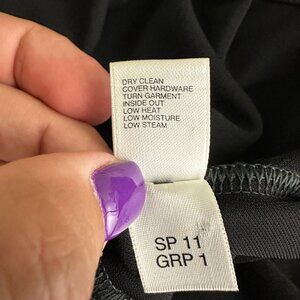 DRY CLEAN
COVER HARDWARE
TURN GARMENT
INSIDE OUT
LOW HEAT
LOW MOISTURE
LOW STEAM
SP 11
GRP 1